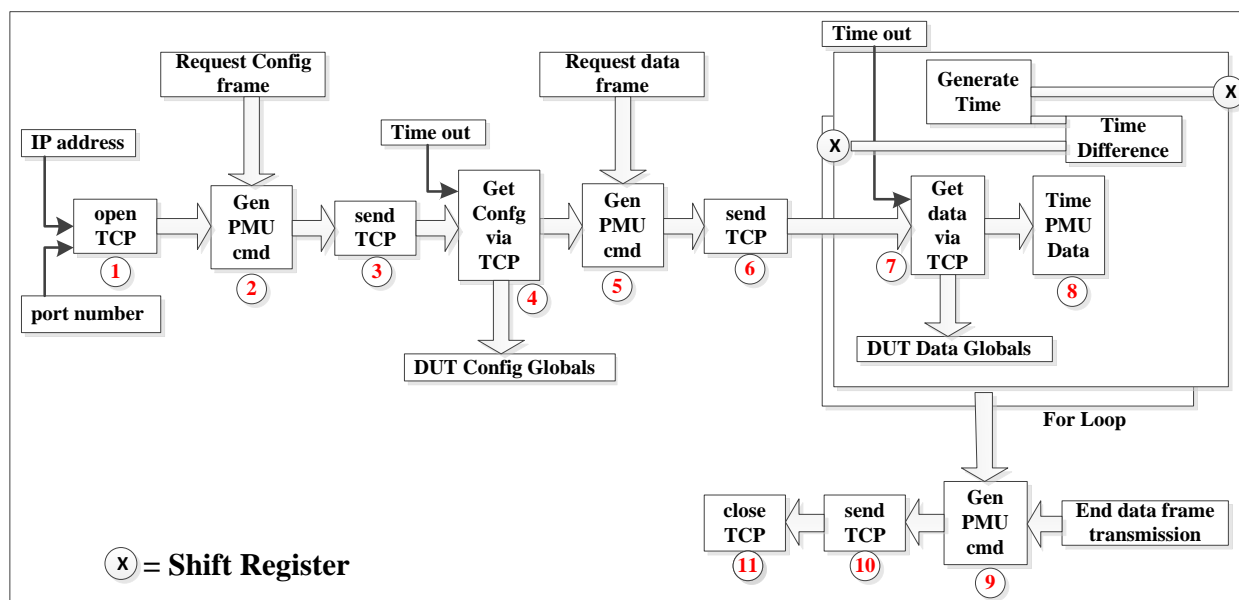 Time out
Request Config
frame
Request data
frame
Generate
Time
X
IP address
Time out
X
Time
Difference
open
TCP
Gen
PMU
cmd
send
TCP
Get
Confg
via
TCP
Gen
PMU
cmd
send
TCP
Get
data
via
TCP
Time
PMU
Data
1
2
3
4
5
6
7
8
port number
DUT Config Globals
DUT Data Globals
For Loop
close
TCP
send
TCP
Gen
PMU
cmd
End data frame
transmission
11
10
9
X = Shift Register